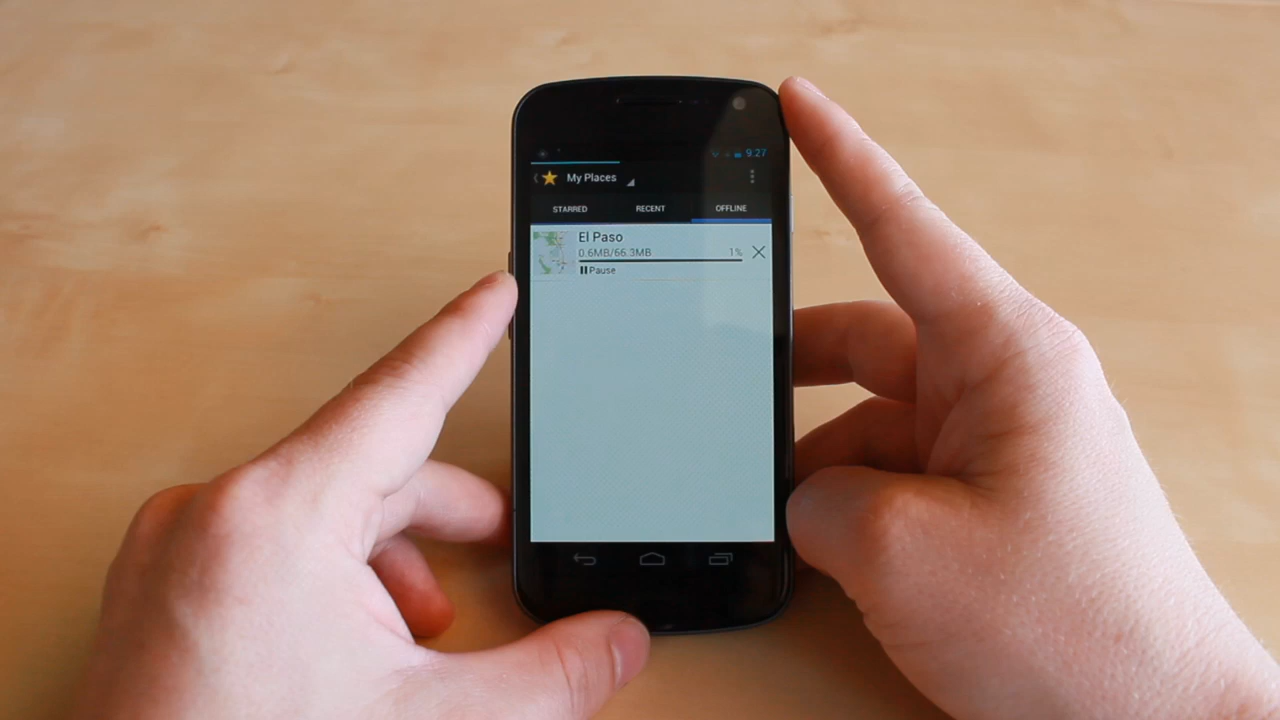 9:27
My Places
STARRED RECENT OFFLINE
El Paso
0.6MB/66.3MB 1%
Pause